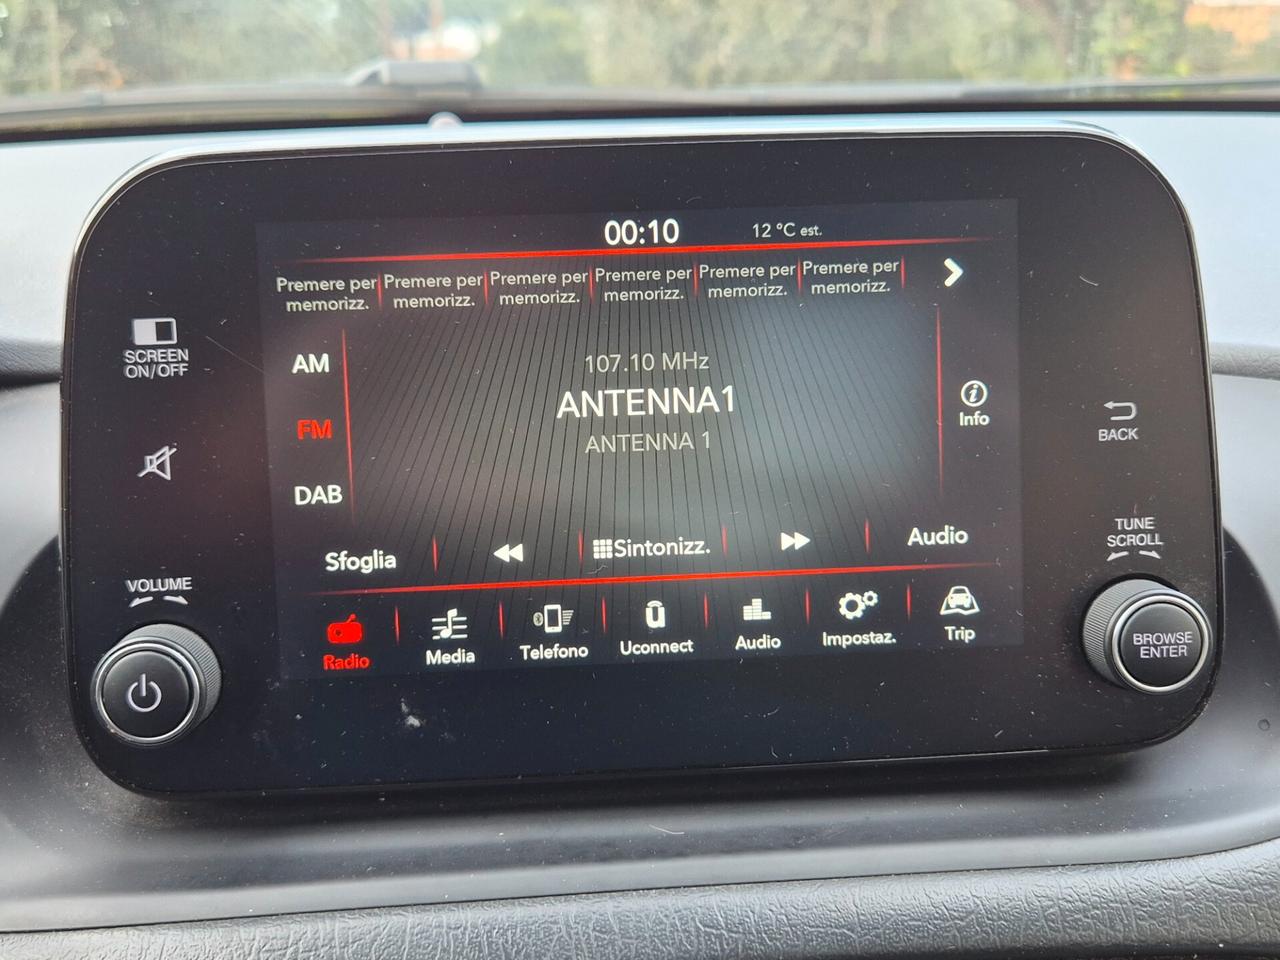 00:10
12 °C est.
Premere per
memorizz.
Premere per
memorizz.
Premere per
memorizz.
Premere per
memorizz.
Premere per
memorizz.
Premere per
memorizz.
SCREEN
ON/OFF
AM
FM
DAB
107.10 MHz
ANTENNA1
ANTENNA 1
i
Info
BACK
TUNE
SCROLL
Sfoglia
Sintonizz.
Audio
VOLUME
Radio
Media
Telefono
Uconnect
Audio
Impostaz.
Trip
BROWSE
ENTER